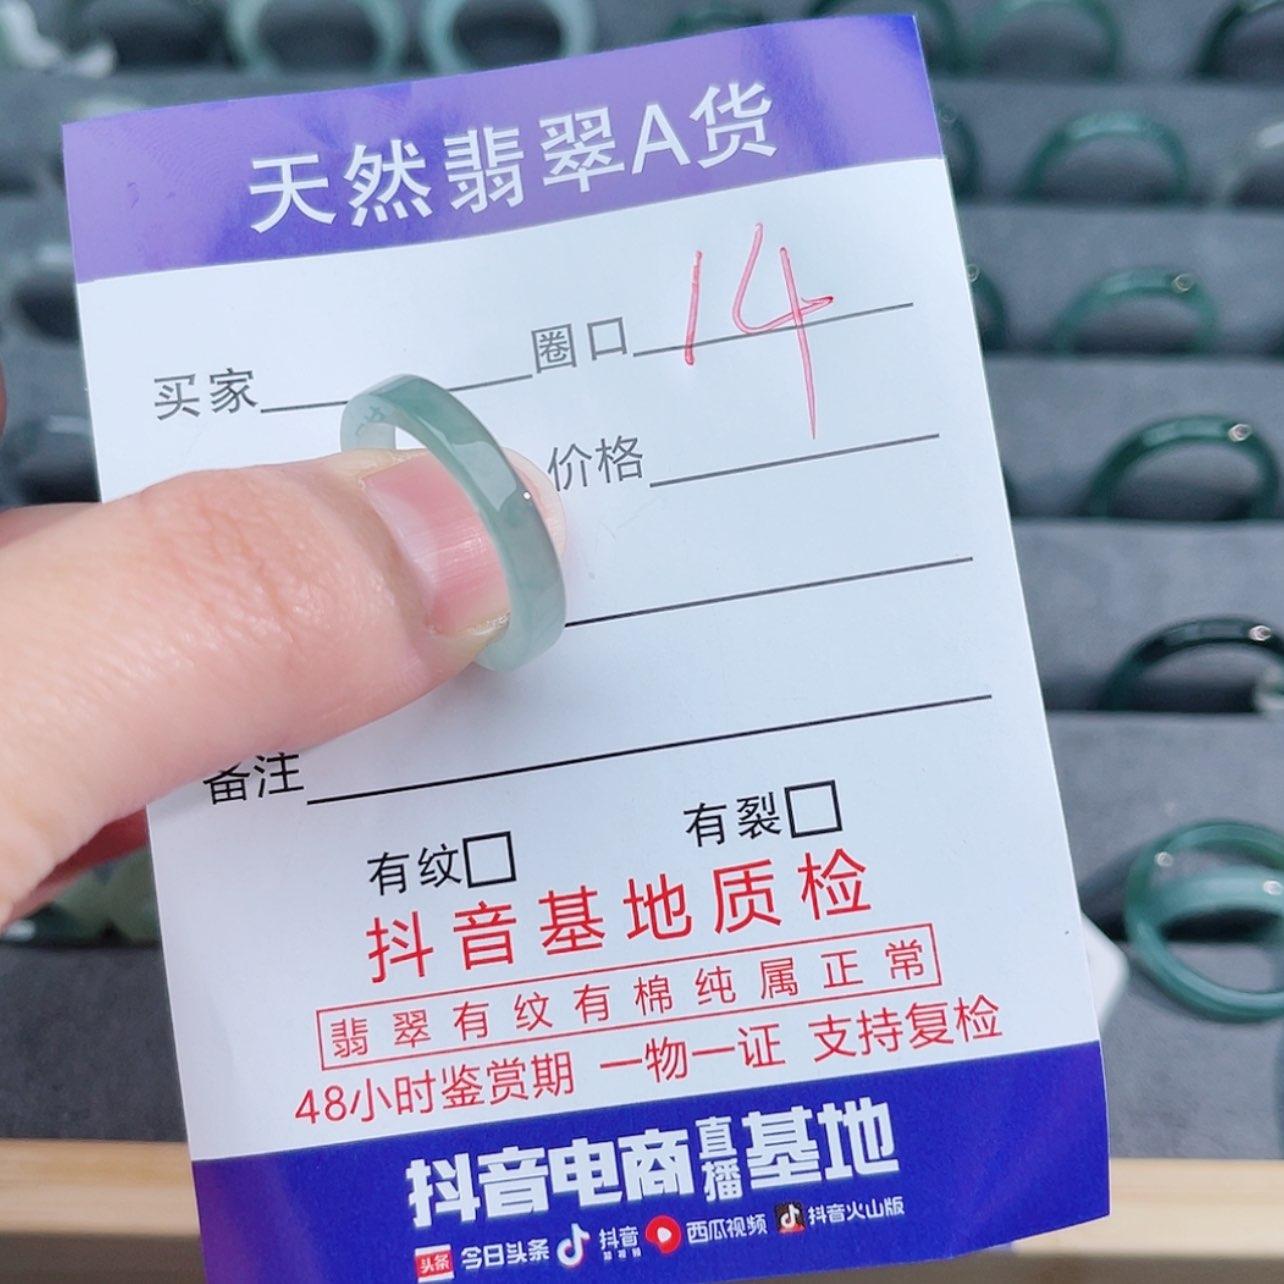 天然翡翠A货
买家 圈口 14
价格
备注
有纹 有裂
抖音基地质检
翡翠有纹有棉纯属正常
48小时鉴赏期 一物一证 支持复检
抖音电商直播基地
头条 今日头条 抖音 西瓜视频 抖音火山版